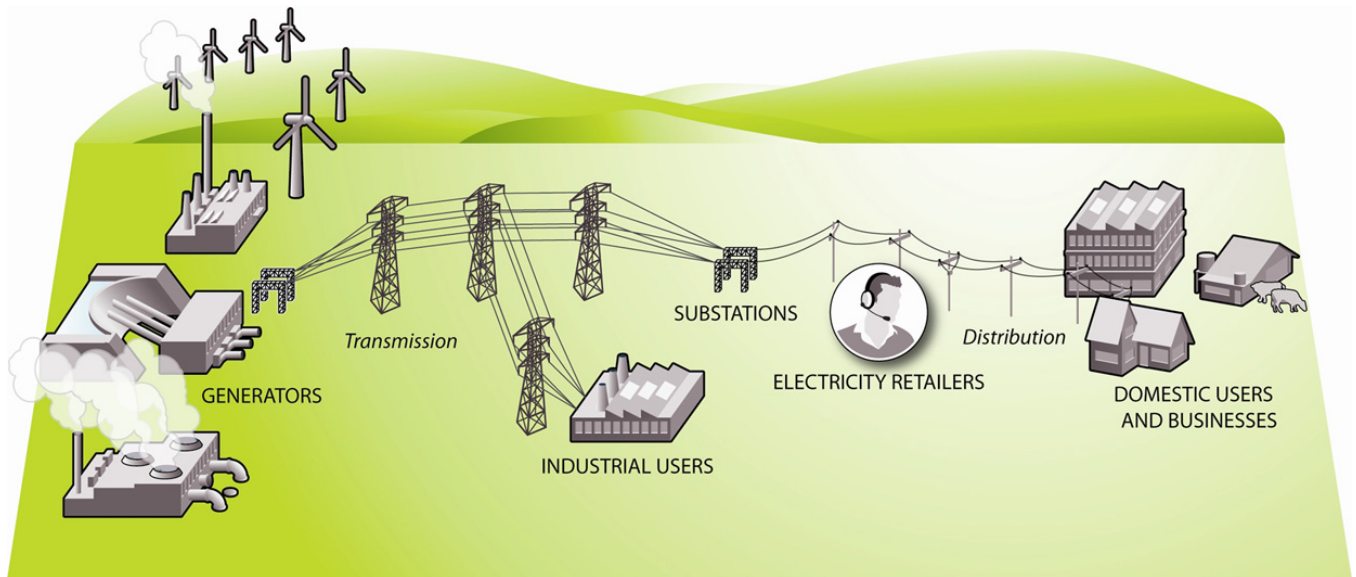 Transmission
GENERATORS
INDUSTRIAL USERS
SUBSTATIONS
ELECTRICITY RETAILERS
Distribution
DOMESTIC USERS
AND BUSINESSES